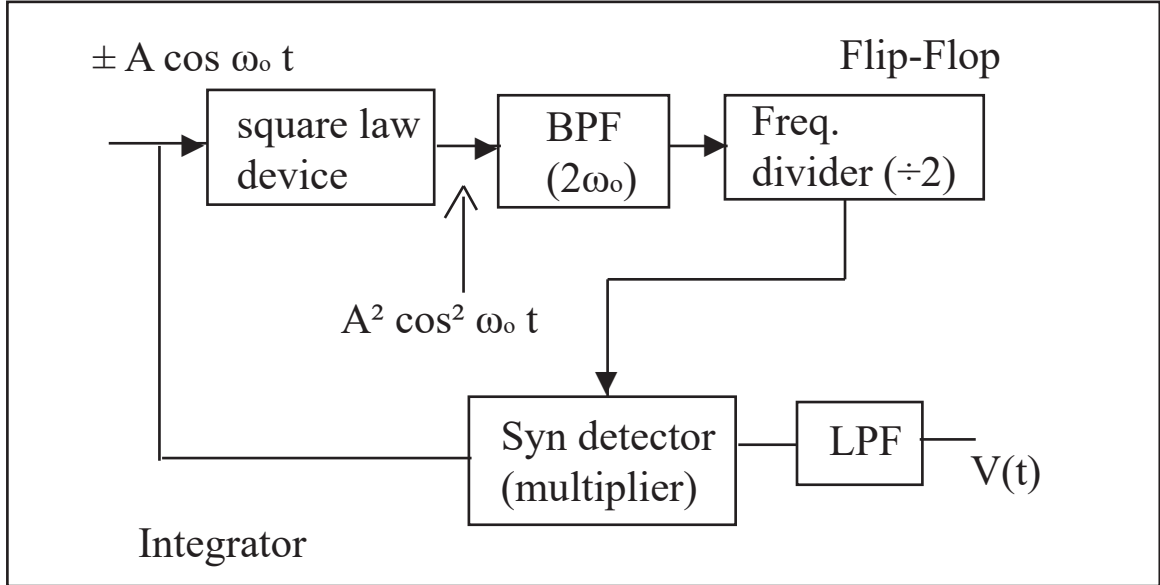 ± A cos ωₒ t
Flip-Flop
square law
device
BPF
(2ωₒ)
Freq.
divider (÷2)
A² cos² ωₒ t
Syn detector
(multiplier)
LPF
V(t)
Integrator